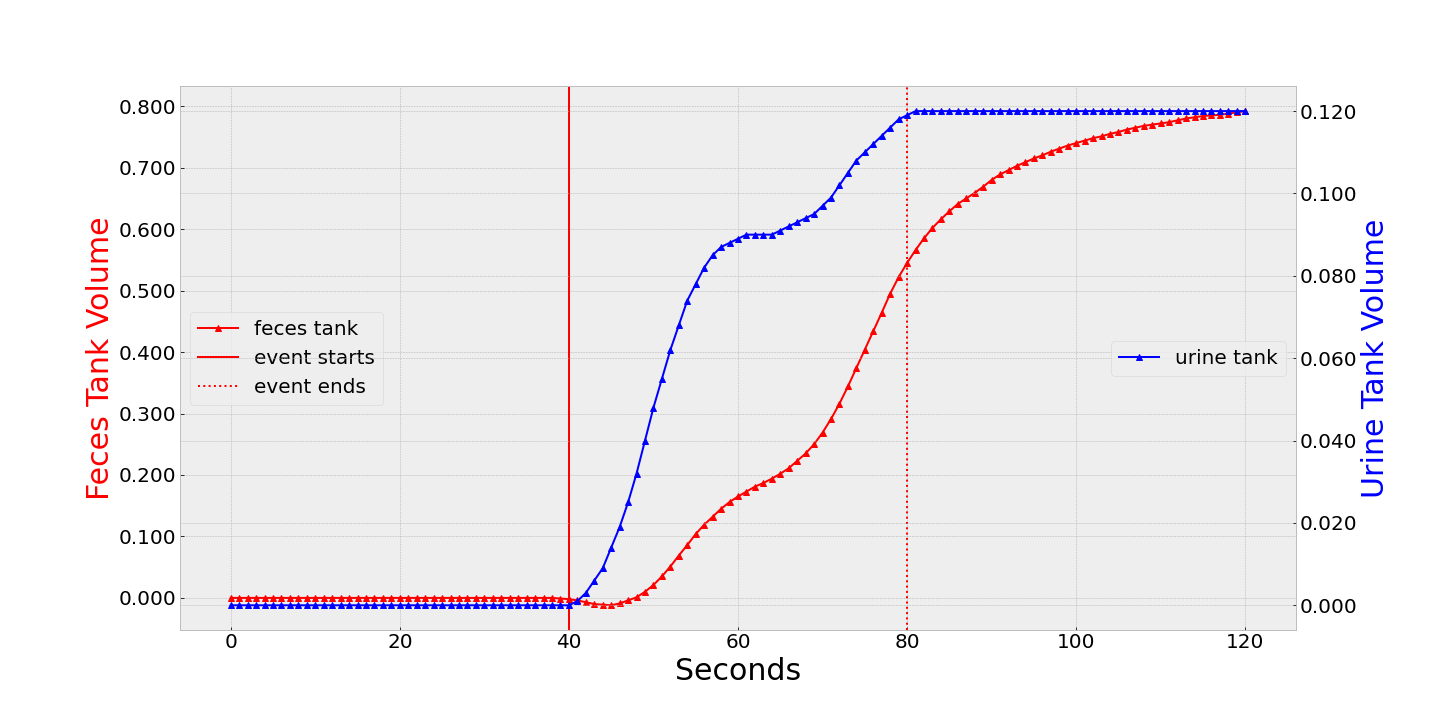 0.800
0.700
0.600
0.500
0.400
0.300
0.200
0.100
0.000
Feces Tank Volume
feces tank
event starts
event ends
urine tank
0.120
0.100
0.080
0.060
0.040
0.020
0.000
Urine Tank Volume
0 20 40 60 80 100 120
Seconds